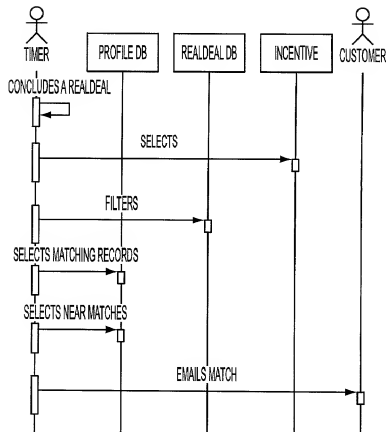 TIMER
PROFILE DB
REALDEAL DB
INCENTIVE
CUSTOMER
CONCLUDES A REALDEAL
SELECTS
FILTERS
SELECTS MATCHING RECORDS
SELECTS NEAR MATCHES
EMAILS MATCH